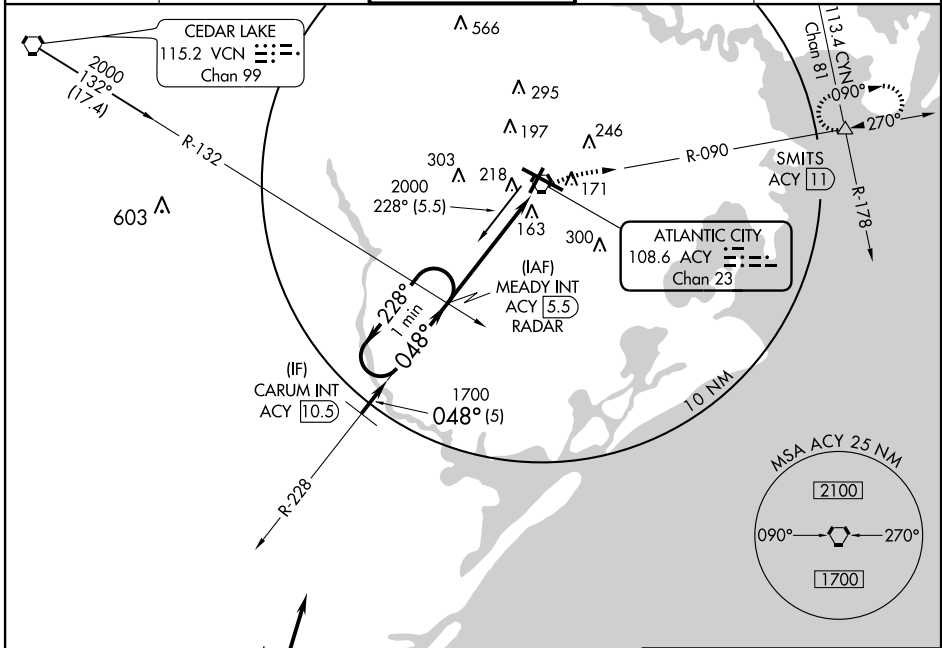 CEDAR LAKE
115.2 VCN
Chan 99
2000
132°
(17.4)
R-132
566
295
197
246
303
218
171
163
300
603
2000
228° (5.5)
113.4 CYN
Chan 81
090°
270°
R-090
SMITS
ACY 11
R-178
ATLANTIC CITY
108.6 ACY
Chan 23
(IAF)
MEADY INT
ACY 5.5
RADAR
228°
1 min
048°
(IF)
CARUM INT
ACY 10.5
1700
048° (5)
R-228
10 NM
MSA ACY 25 NM
2100
090°
270°
1700